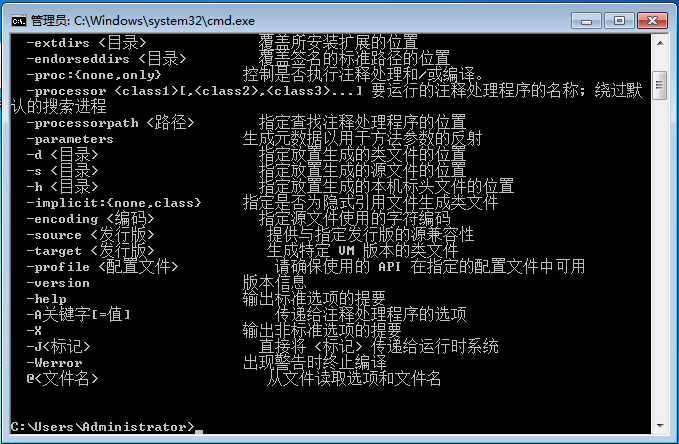 管理员: C:\Windows\system32\cmd.exe
-extdirs <目录> 覆盖所安装扩展的位置
-endorseddirs <目录> 覆盖签名的标准路径的位置
-proc:{none,only} 控制是否执行注释处理和/或编译。
-processor <class1>[,<class2>,<class3>...] 要运行的注释处理程序的名称; 绕过默
认的搜索进程
-processorpath <路径> 指定查找注释处理程序的位置
-parameters 生成元数据以用于方法参数的反射
-d <目录> 指定放置生成的类文件的位置
-s <目录> 指定放置生成的源文件的位置
-h <目录> 指定放置生成的本机标头文件的位置
-implicit:{none,class} 指定是否为隐式引用文件生成类文件
-encoding <编码> 指定源文件使用的字符编码
-source <发行版> 提供与指定发行版的源兼容性
-target <发行版> 生成特定 VM 版本的类文件
-profile <配置文件> 请确保使用的 API 在指定的配置文件中可用
-version 版本信息
-help 输出标准选项的提要
-A关键字[=值] 传递给注释处理程序的选项
-X 输出非标准选项的提要
-J<标记> 直接将 <标记> 传递给运行时系统
-Werror 出现警告时终止编译
@<文件名> 从文件读取选项和文件名
C:\Users\Administrator>